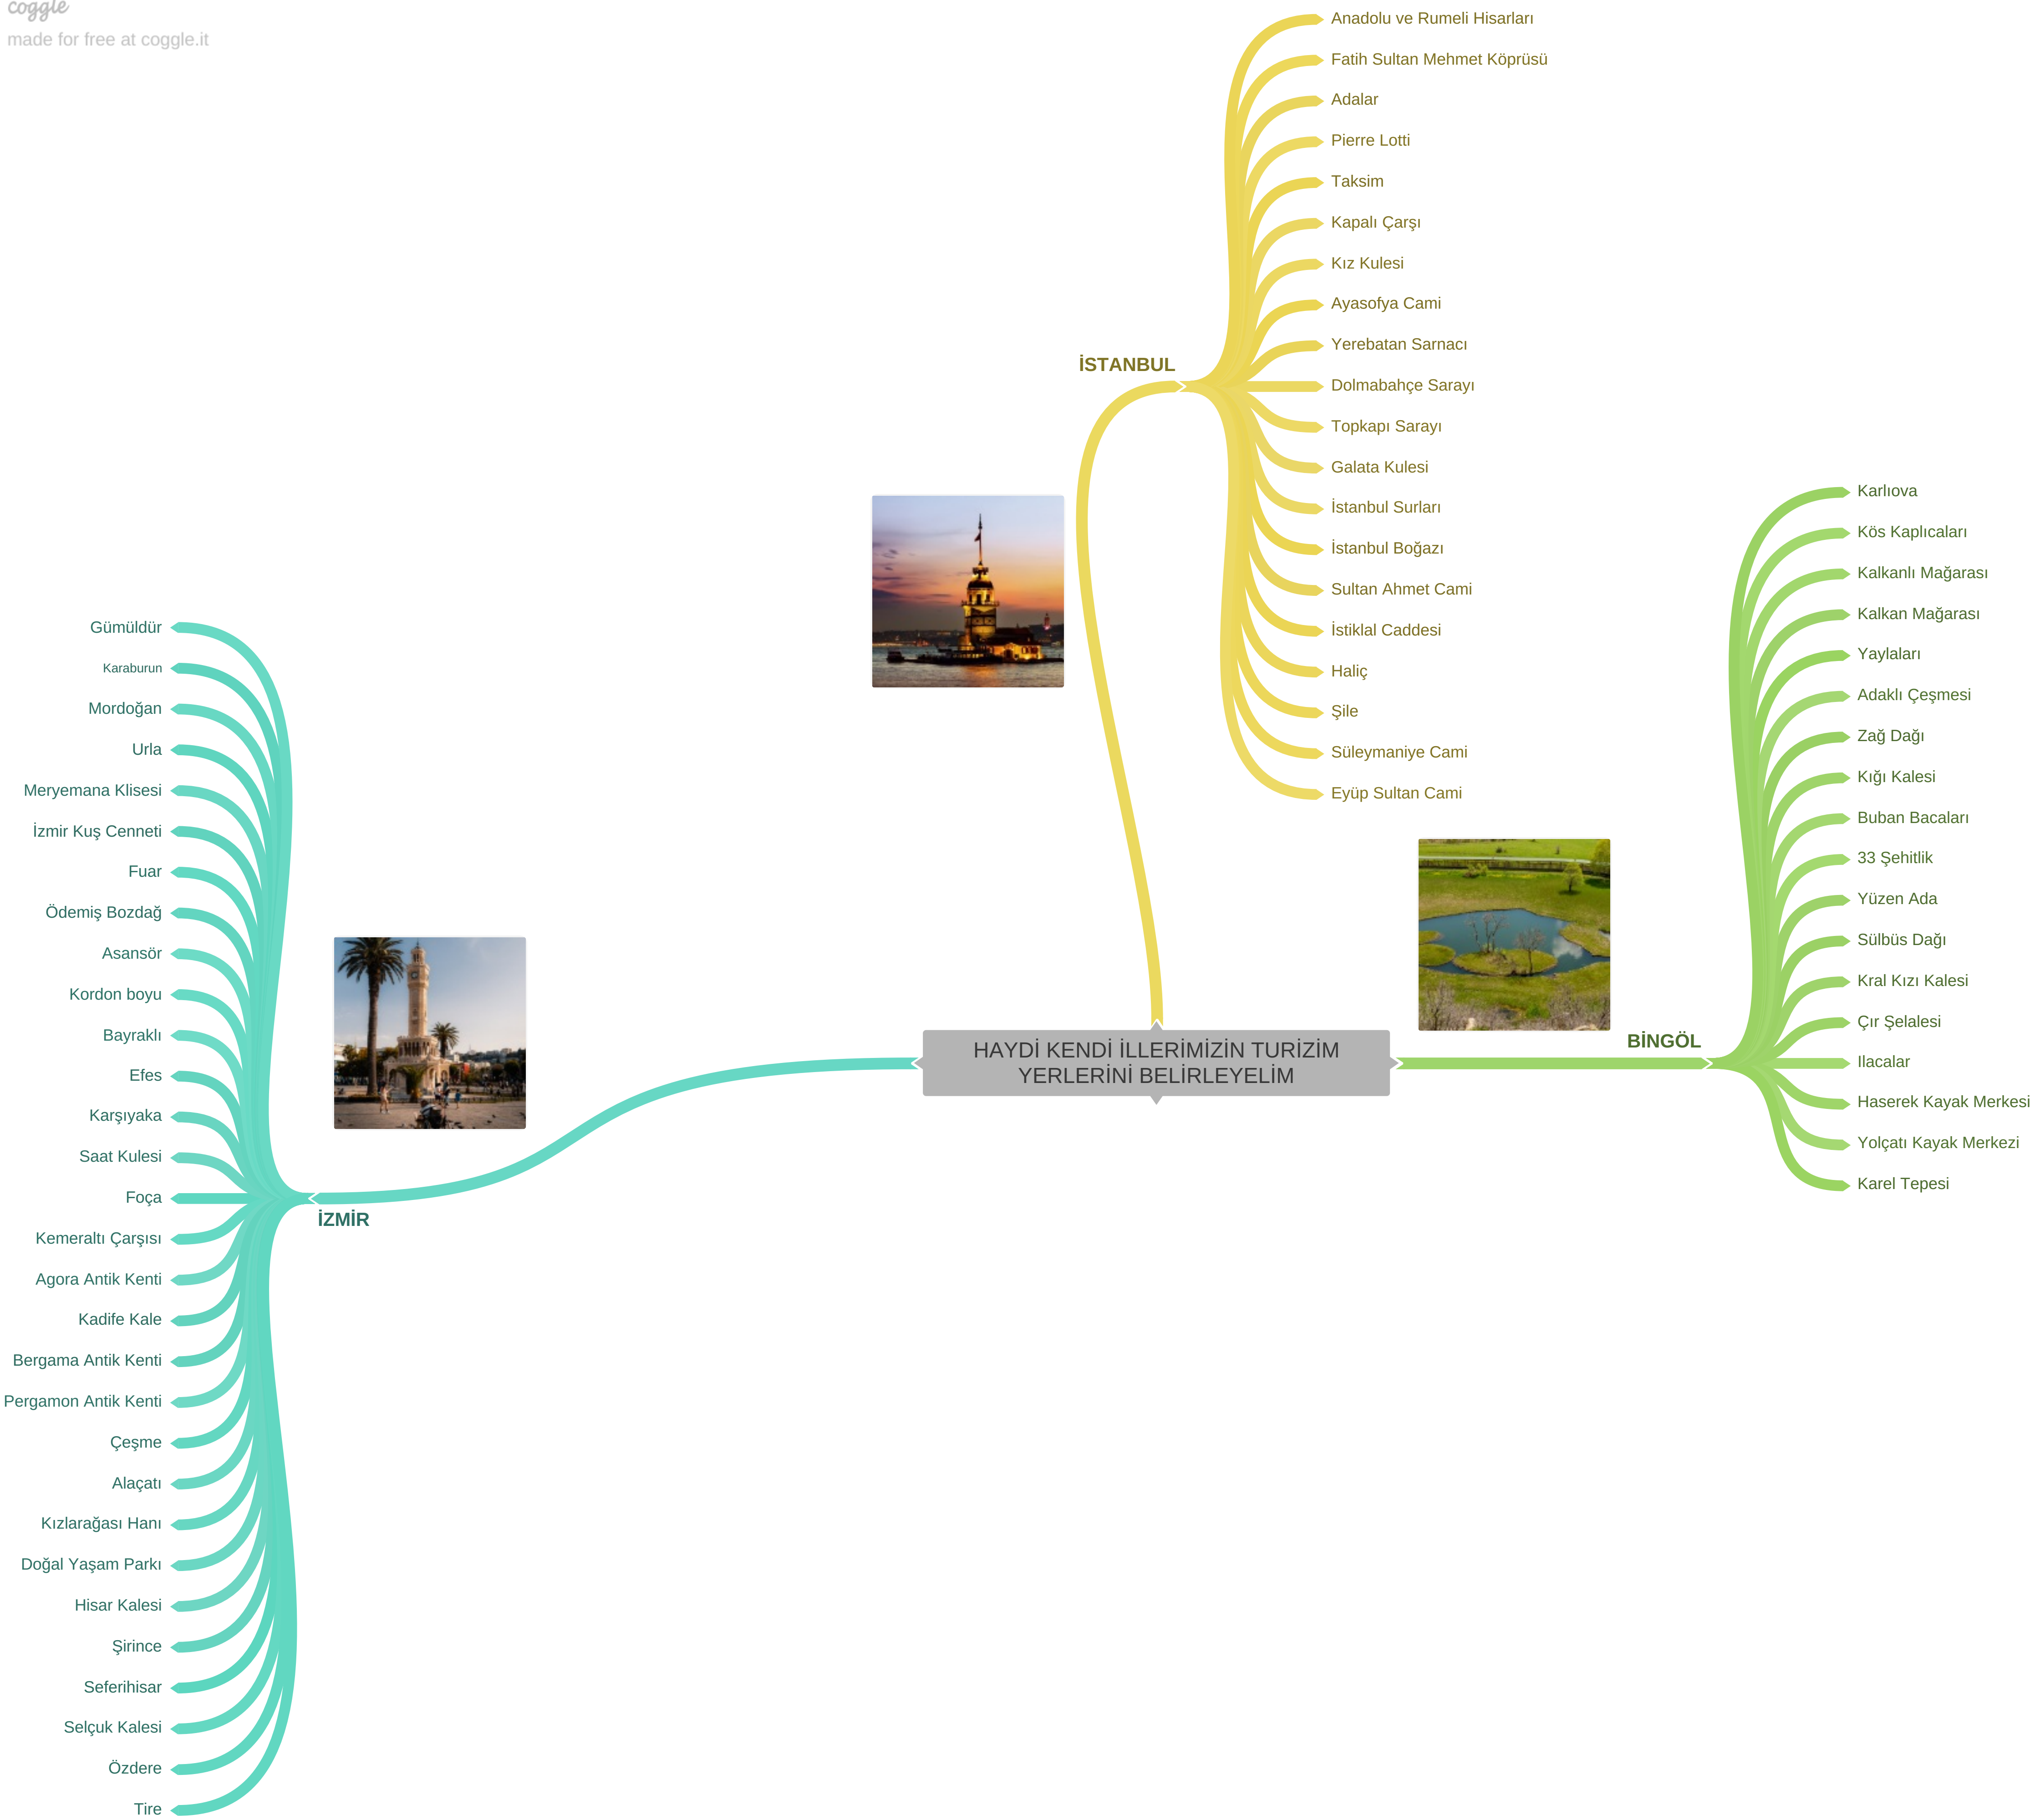 coggle
made for free at coggle.it
Anadolu ve Rumeli Hisarları
Fatih Sultan Mehmet Köprüsü
Adalar
Pierre Lotti
Taksim
Kapalı Çarşı
Kız Kulesi
Ayasofya Cami
Yerebatan Sarnacı
İSTANBUL
Dolmabahçe Sarayı
Topkapı Sarayı
Galata Kulesi
İstanbul Surları
İstanbul Boğazı
Sultan Ahmet Cami
İstiklal Caddesi
Haliç
Şile
Süleymaniye Cami
Eyüp Sultan Cami
Karlıova
Kös Kaplıcaları
Kalkanlı Mağarası
Kalkan Mağarası
Yaylaları
Adaklı Çeşmesi
Zağ Dağı
Kığı Kalesi
Buban Bacaları
33 Şehitlik
Yüzen Ada
Sülbüs Dağı
Kral Kızı Kalesi
Çır Şelalesi
BİNGÖL
Ilacalar
Haserek Kayak Merkesi
Yolçatı Kayak Merkezi
Karel Tepesi
HAYDİ KENDİ İLLERİMİZİN TURİZİM
YERLERİNİ BELİRLEYELİM
Gümüldür
Karaburun
Mordoğan
Urla
Meryemana Klisesi
İzmir Kuş Cenneti
Fuar
Ödemiş Bozdağ
Asansör
Kordon boyu
Bayraklı
Efes
Karşıyaka
Saat Kulesi
Foça
İZMİR
Kemeraltı Çarşısı
Agora Antik Kenti
Kadife Kale
Bergama Antik Kenti
Pergamon Antik Kenti
Çeşme
Alaçatı
Kızlarağası Hanı
Doğal Yaşam Parkı
Hisar Kalesi
Şirince
Seferihisar
Selçuk Kalesi
Özdere
Tire